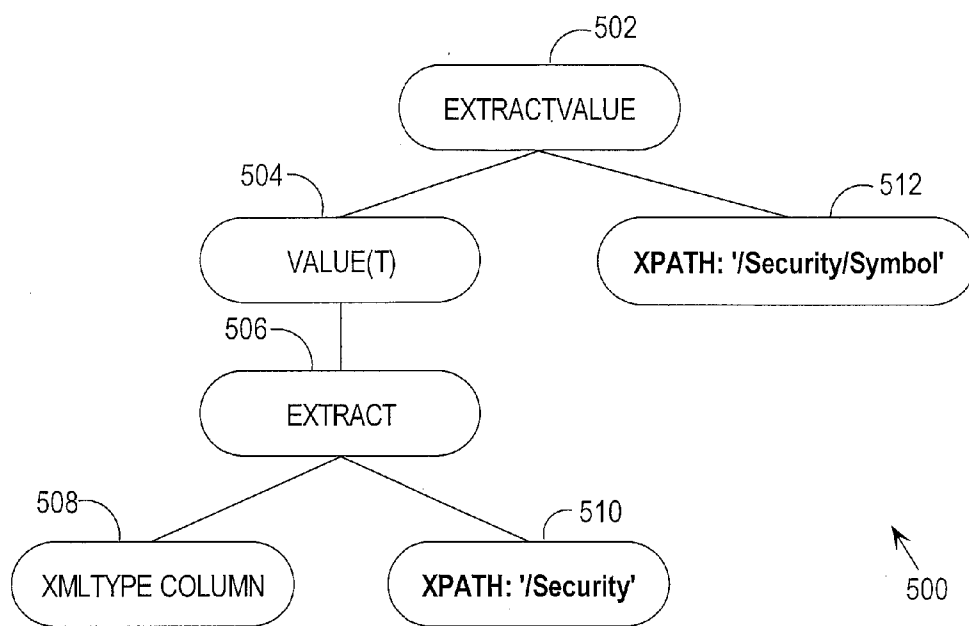 502
EXTRACTVALUE
504
512
VALUE(T)
XPATH: '/Security/Symbol'
506
EXTRACT
508
510
XMLTYPE COLUMN
XPATH: '/Security'
500